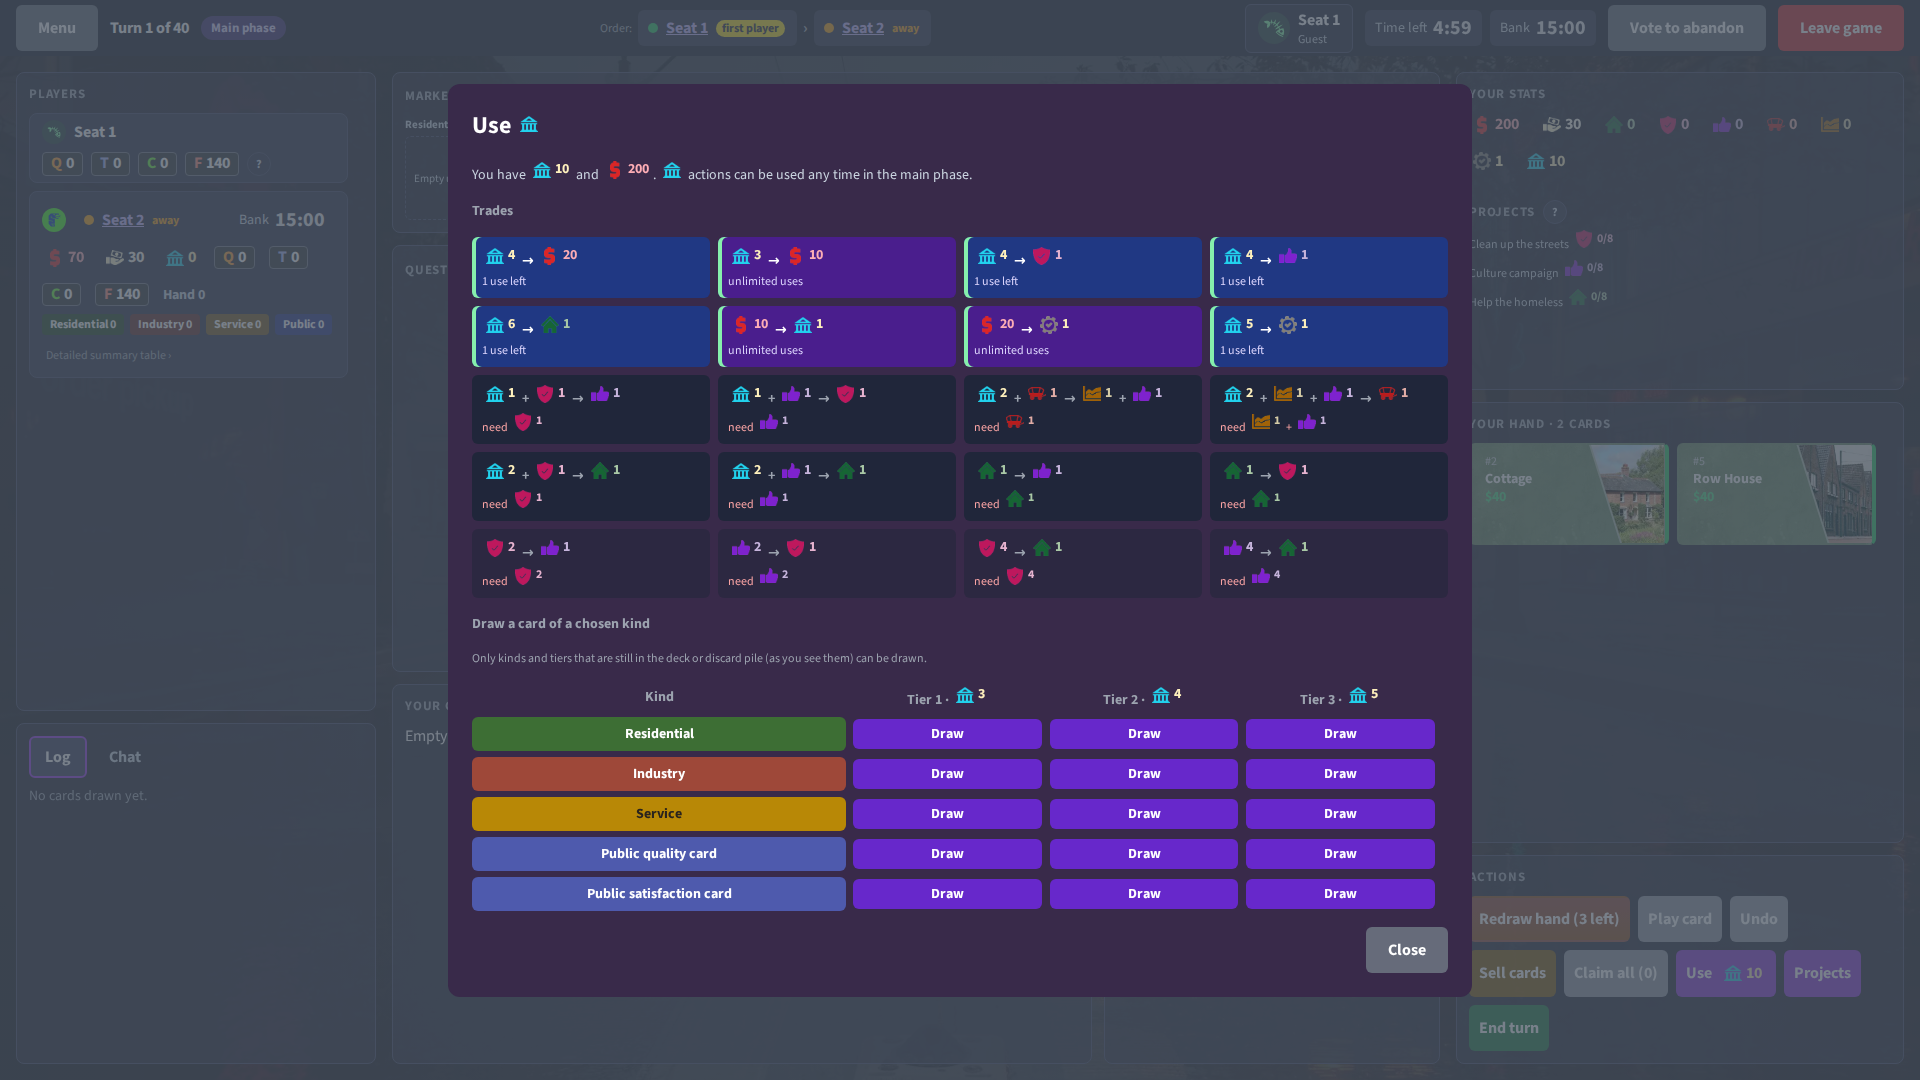 Menu
Turn 1 of 40
Main phase
Order:
Seat 1
first player
›
Seat 2
away
Seat 1
Guest
Time left 4:59
Bank 15:00
Vote to abandon
Leave game
PLAYERS
Seat 1
Q 0
T 0
C 0
F 140
?
Seat 2
away
Bank 15:00
70
30
0
Q 0
T 0
C 0
F 140
Hand 0
Residential 0
Industry 0
Service 0
Public 0
Detailed summary table ›
Log
Chat
No cards drawn yet.
Use
You have 10 and 200 . actions can be used any time in the main phase.
Trades
4 → 20
1 use left
3 → 10
unlimited uses
4 → 1
1 use left
4 → 1
1 use left
6 → 1
1 use left
10 → 1
unlimited uses
20 → 1
unlimited uses
5 → 1
1 use left
1 + 1 → 1
need 1
1 + 1 → 1
need 1
2 + 1 → 1 + 1
need 1
2 + 1 + 1 → 1
need 1 + 1
2 + 1 → 1
need 1
2 + 1 → 1
need 1
1 → 1
need 1
1 → 1
need 1
2 → 1
need 2
2 → 1
need 2
4 → 1
need 4
4 → 1
need 4
Draw a card of a chosen kind
Only kinds and tiers that are still in the deck or discard pile (as you see them) can be drawn.
Kind
Tier 1 · 3
Tier 2 · 4
Tier 3 · 5
Residential
Draw
Draw
Draw
Industry
Draw
Draw
Draw
Service
Draw
Draw
Draw
Public quality card
Draw
Draw
Draw
Public satisfaction card
Draw
Draw
Draw
Close
YOUR STATS
200
30
0
0
0
0
0
1
10
PROJECTS
?
Clean up the streets 0/8
Culture campaign 0/8
Help the homeless 0/8
YOUR HAND · 2 CARDS
#2
Cottage
$40
#5
Row House
$40
ACTIONS
Redraw hand (3 left)
Play card
Undo
Sell cards
Claim all (0)
Use 10
Projects
End turn